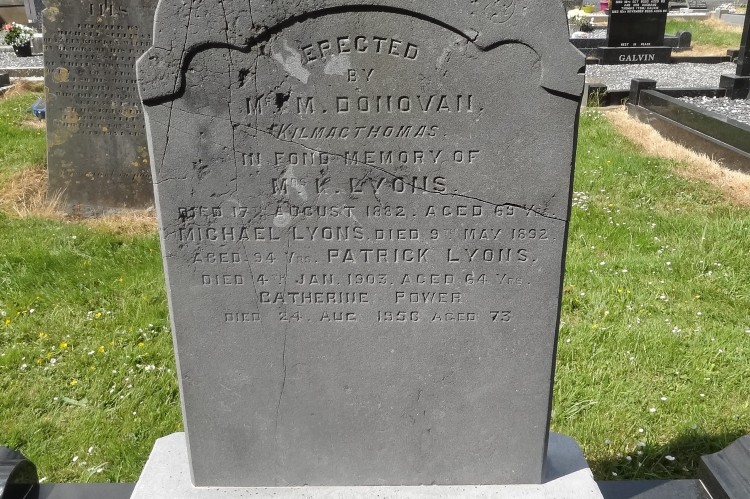 ERECTED
BY
M. DONOVAN.
KILMACTHOMAS.
IN FOND MEMORY OF
MRS K. LYONS.
DIED 17TH AUGUST 1882. AGED 69 YRS.
MICHAEL LYONS. DIED 9TH MAY 1892.
AGED 94 YRS. PATRICK LYONS.
DIED 4TH JAN. 1903, AGED 64 YRS.
CATHERINE POWER
DIED 24. AUG 1956 AGED 73
GALVIN